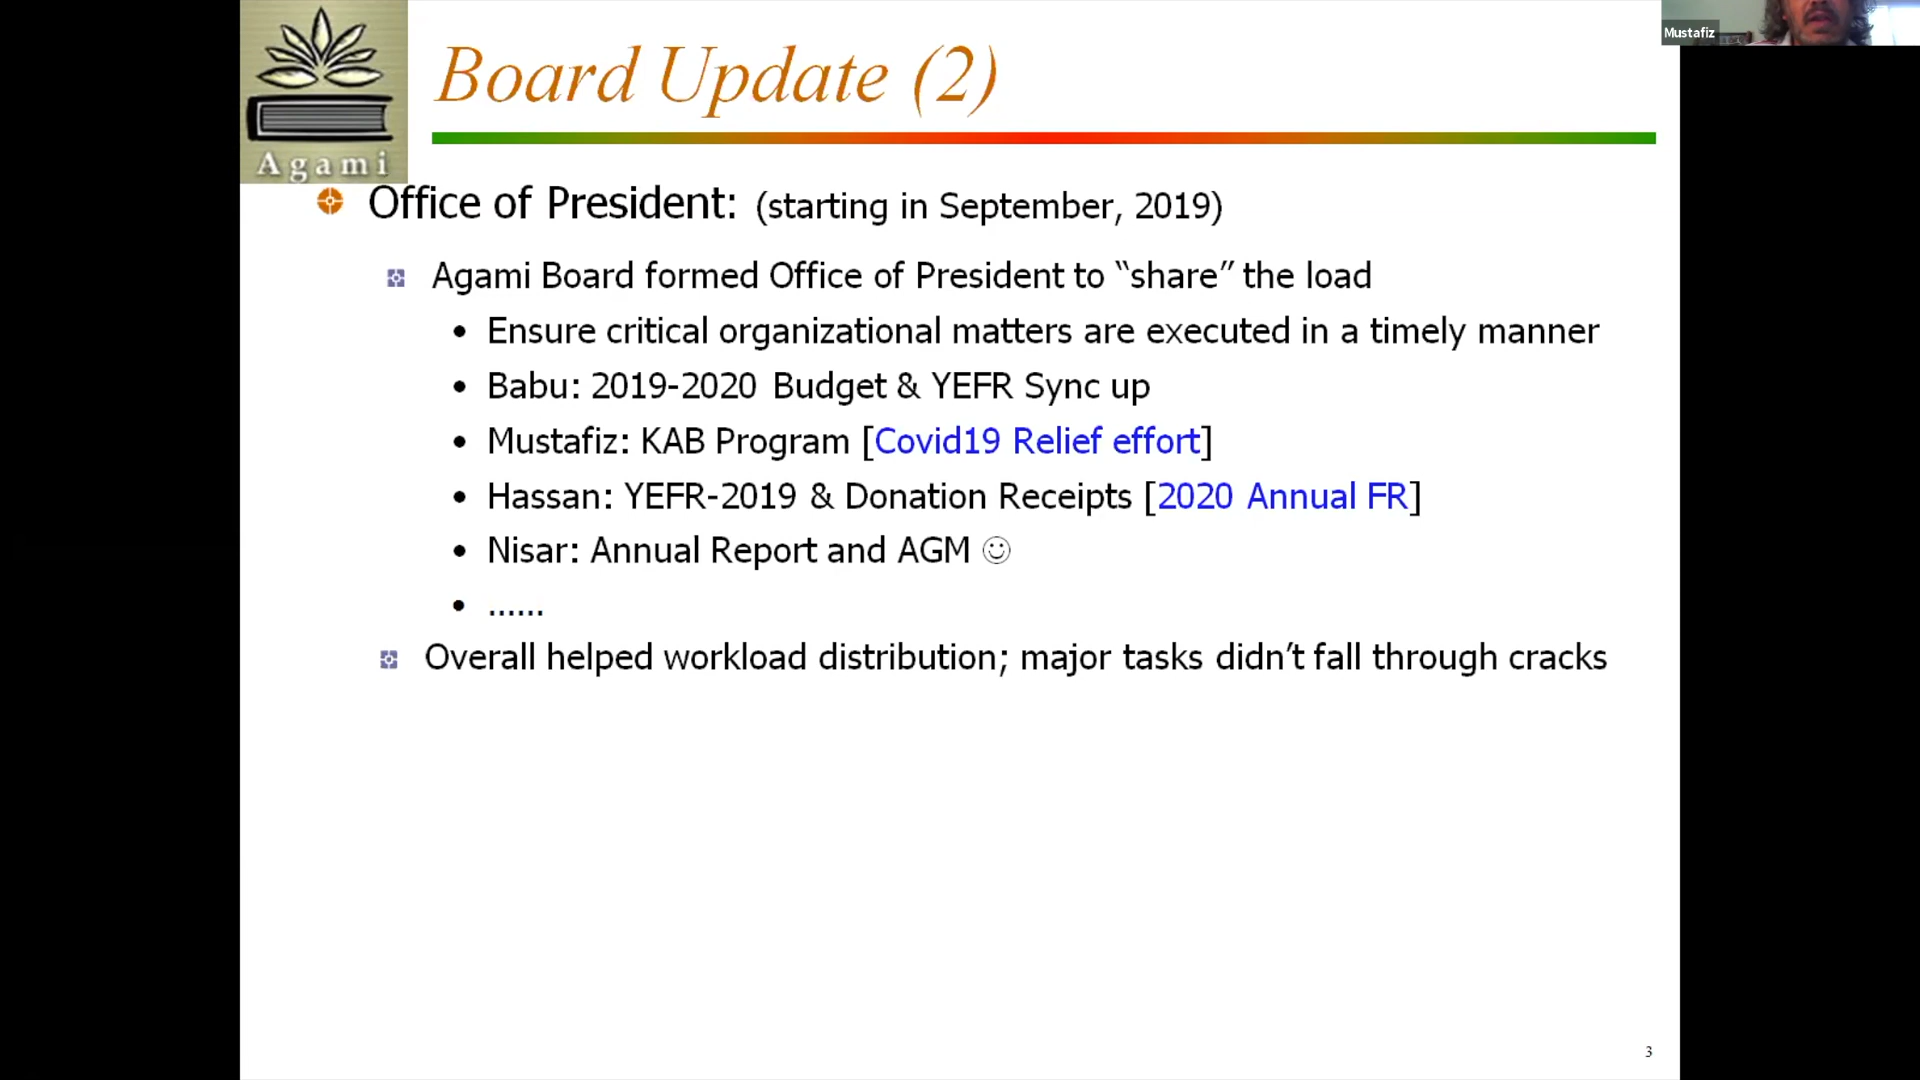 Mustafiz
Agami
Board Update (2)
Office of President: (starting in September, 2019)
Agami Board formed Office of President to “share” the load
• Ensure critical organizational matters are executed in a timely manner
• Babu: 2019-2020 Budget & YEFR Sync up
• Mustafiz: KAB Program [Covid19 Relief effort]
• Hassan: YEFR-2019 & Donation Receipts [2020 Annual FR]
• Nisar: Annual Report and AGM ☺
• ......
Overall helped workload distribution; major tasks didn’t fall through cracks
3